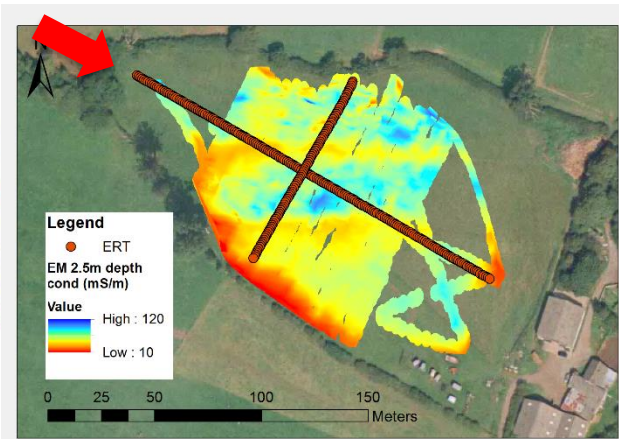 N
Legend
ERT
EM 2.5m depth
cond (mS/m)
Value
High : 120
Low : 10
0 25 50 100 150
Meters